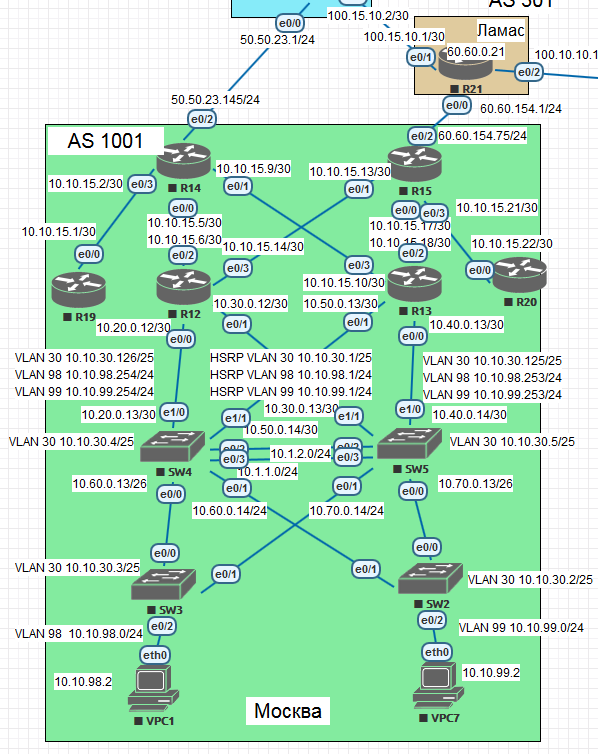 AS 301
100.15.10.2/30
e0/0
Ламас
50.50.23.1/24
100.15.10.1/30
60.60.0.21
100.10.10.1
e0/1
e0/2
R21
50.50.23.145/24
e0/0
60.60.154.1/24
e0/2
e0/2
60.60.154.75/24
AS 1001
R14
10.10.15.9/30
10.10.15.13/30
R15
10.10.15.2/30
e0/3
e0/1
e0/1
e0/0
e0/0
e0/3
10.10.15.21/30
10.10.15.5/30
10.10.15.17/30
10.10.15.1/30
10.10.15.6/30
10.10.15.14/30
10.10.15.18/30
10.10.15.22/30
e0/0
e0/2
e0/3
e0/3
e0/2
e0/0
R19
R12
10.10.15.10/30
R13
R20
10.30.0.12/30
10.50.0.13/30
10.20.0.12/30
e0/1
e0/1
10.40.0.13/30
e0/0
e0/0
VLAN 30 10.10.30.126/25
VLAN 98 10.10.98.254/24
VLAN 99 10.10.99.254/24
HSRP VLAN 30 10.10.30.1/25
HSRP VLAN 98 10.10.98.1/24
HSRP VLAN 99 10.10.99.1/24
VLAN 30 10.10.30.125/25
VLAN 98 10.10.98.253/24
VLAN 99 10.10.99.253/24
10.20.0.13/30
e1/0
e1/1
10.30.0.13/30
e1/1
e1/0
10.40.0.14/30
10.50.0.14/30
VLAN 30 10.10.30.4/25
SW4
e0/2
e0/3
10.1.2.0/24
e0/2
e0/3
SW5
VLAN 30 10.10.30.5/25
10.1.1.0/24
10.60.0.13/26
e0/0
e0/1
e0/1
e0/0
10.70.0.13/26
10.60.0.14/24
10.70.0.14/24
e0/0
e0/0
VLAN 30 10.10.30.3/25
e0/1
e0/1
VLAN 30 10.10.30.2/25
SW3
SW2
VLAN 98 10.10.98.0/24
e0/2
e0/2
VLAN 99 10.10.99.0/24
eth0
eth0
10.10.98.2
10.10.99.2
VPC1
Москва
VPC7